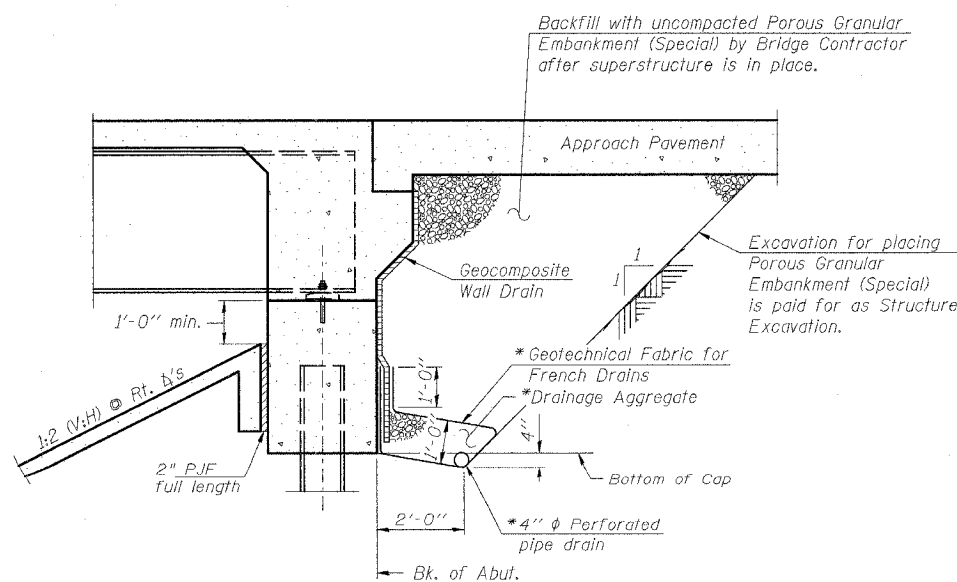 Backfill with uncompacted Porous Granular
Embankment (Special) by Bridge Contractor
after superstructure is in place.
Approach Pavement
Geocomposite
Wall Drain
1
1
Excavation for placing
Porous Granular
Embankment (Special)
is paid for as Structure
Excavation.
1'-0" min.
1:2 (V:H) @ Rt. ∠'s
1'-0"
* Geotechnical Fabric for
French Drains
*Drainage Aggregate
1'-0"
4"
2" PJF
full length
Bottom of Cap
2'-0"
*4" ϕ Perforated
pipe drain
Bk. of Abut.